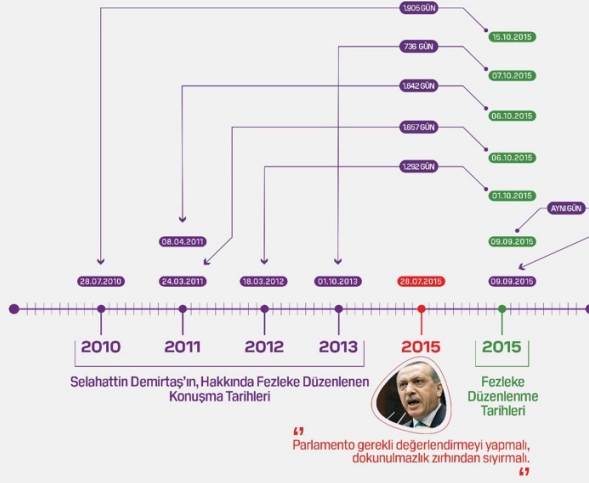 1.905 GÜN
15.10.2015
736 GÜN
07.10.2015
1.642 GÜN
06.10.2015
1.657 GÜN
06.10.2015
1.292 GÜN
01.10.2015
AYNI GÜN
08.04.2011
09.09.2015
28.07.2010
24.03.2011
18.03.2012
01.10.2013
28.07.2015
09.09.2015
2010
2011
2012
2013
2015
2015
Selahattin Demirtaş'ın, Hakkında Fezleke Düzenlenen
Konuşma Tarihleri
Fezleke
Düzenlenme
Tarihleri
“
Parlamento gerekli değerlendirmeyi yapmalı,
dokunulmazlık zırhından sıyırmalı.
”